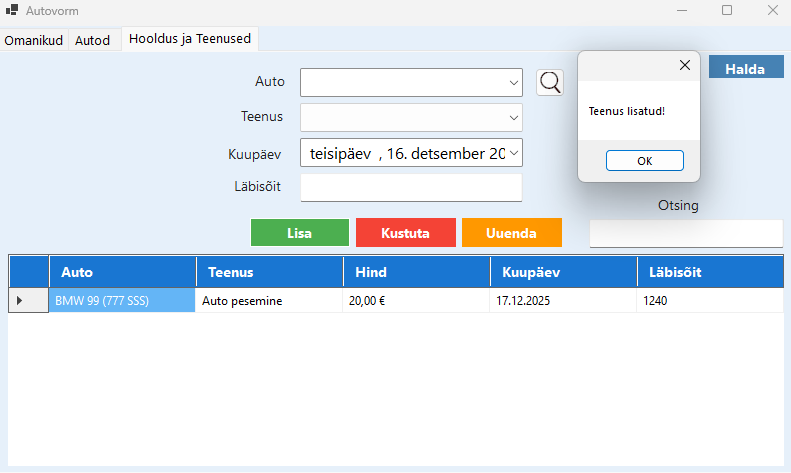 Autovorm
Omanikud Autod Hooldus ja Teenused
Auto
Teenus
Kuupäev teisipäev , 16. detsember 20
Läbisõit
Halda
Teenus lisatud!
OK
Otsing
Lisa Kustuta Uuenda
Auto Teenus Hind Kuupäev Läbisõit
BMW 99 (777 SSS) Auto pesemine 20,00 € 17.12.2025 1240